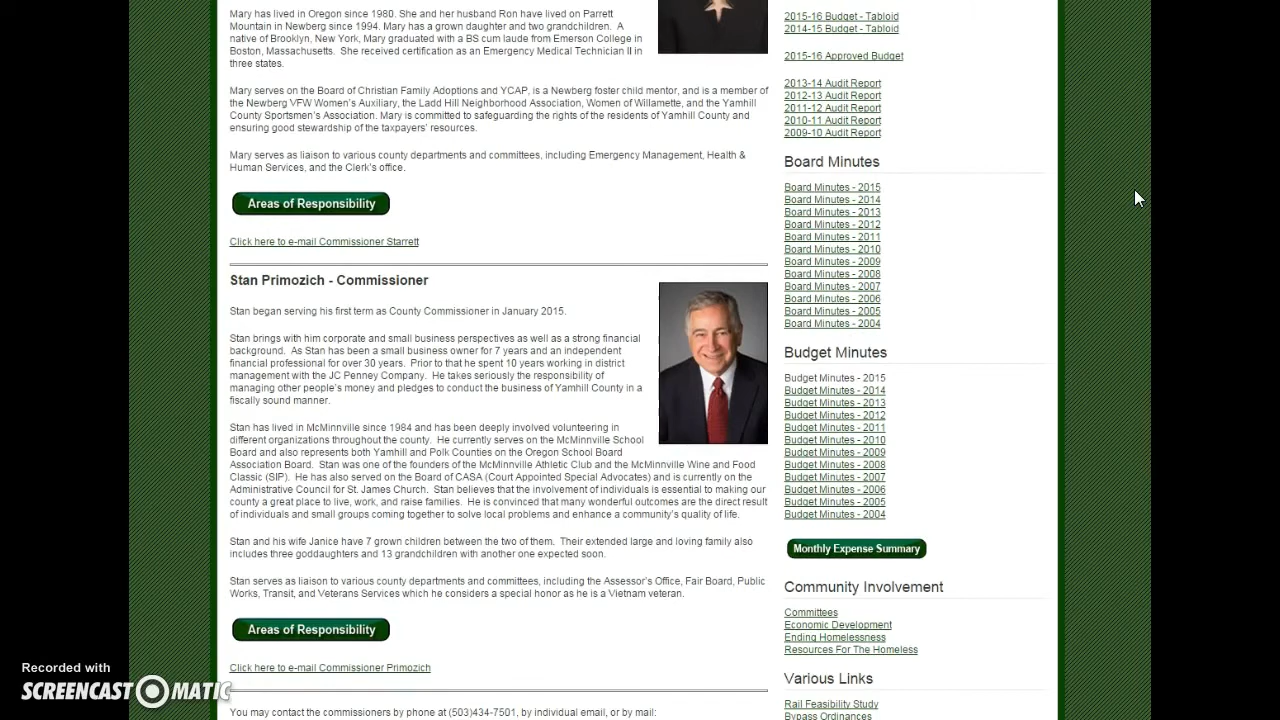 Mary has lived in Oregon since 1980. She and her husband Ron have lived on Parrett
Mountain in Newberg since 1994. Mary has a grown daughter and two grandchildren. A
native of Brooklyn, New York, Mary graduated with a BS cum laude from Emerson College in
Boston, Massachusetts. She received certification as an Emergency Medical Technician II in
three states.
Mary serves on the Board of Christian Family Adoptions and YCAP, is a Newberg foster child mentor, and is a member of
the Newberg VFW Women's Auxiliary, the Ladd Hill Neighborhood Association, Women of Willamette, and the Yamhill
County Sportsmen's Association. Mary is committed to safeguarding the rights of the residents of Yamhill County and
ensuring good stewardship of the taxpayers' resources.
Mary serves as liaison to various county departments and committees, including Emergency Management, Health &
Human Services, and the Clerk's office.
Areas of Responsibility
Click here to e-mail Commissioner Starrett
Stan Primozich - Commissioner
Stan began serving his first term as County Commissioner in January 2015.
Stan brings with him corporate and small business perspectives as well as a strong financial
background. As Stan has been a small business owner for 7 years and an independent
financial professional for over 30 years. Prior to that he spent 10 years working in district
management with the JC Penney Company. He takes seriously the responsibility of
managing other people's money and pledges to conduct the business of Yamhill County in a
fiscally sound manner.
Stan has lived in McMinnville since 1984 and has been deeply involved volunteering in
different organizations throughout the county. He currently serves on the McMinnville School
Board and also represents both Yamhill and Polk Counties on the Oregon School Board
Association Board. Stan was one of the founders of the McMinnville Athletic Club and the McMinnville Wine and Food
Classic (SIP). He has also served on the Board of CASA (Court Appointed Special Advocates) and is currently on the
Administrative Council for St. James Church. Stan believes that the involvement of individuals is essential to making our
county a great place to live, work, and raise families. He is convinced that many wonderful outcomes are the direct result
of individuals and small groups coming together to solve local problems and enhance a community's quality of life.
Stan and his wife Janice have 7 grown children between the two of them. Their extended large and loving family also
includes three goddaughters and 13 grandchildren with another one expected soon.
Stan serves as liaison to various county departments and committees, including the Assessor's Office, Fair Board, Public
Works, Transit, and Veterans Services which he considers a special honor as he is a Vietnam veteran.
Areas of Responsibility
Click here to e-mail Commissioner Primozich
You may contact the commissioners by phone at (503)434-7501, by individual email, or by mail:
2015-16 Budget - Tabloid
2014-15 Budget - Tabloid
2015-16 Approved Budget
2013-14 Audit Report
2012-13 Audit Report
2011-12 Audit Report
2010-11 Audit Report
2009-10 Audit Report
Board Minutes
Board Minutes - 2015
Board Minutes - 2014
Board Minutes - 2013
Board Minutes - 2012
Board Minutes - 2011
Board Minutes - 2010
Board Minutes - 2009
Board Minutes - 2008
Board Minutes - 2007
Board Minutes - 2006
Board Minutes - 2005
Board Minutes - 2004
Budget Minutes
Budget Minutes - 2015
Budget Minutes - 2014
Budget Minutes - 2013
Budget Minutes - 2012
Budget Minutes - 2011
Budget Minutes - 2010
Budget Minutes - 2009
Budget Minutes - 2008
Budget Minutes - 2007
Budget Minutes - 2006
Budget Minutes - 2005
Budget Minutes - 2004
Monthly Expense Summary
Community Involvement
Committees
Economic Development
Ending Homelessness
Resources For The Homeless
Various Links
Rail Feasibility Study
Bypass Ordinances
Recorded with
SCREENCAST-O-MATIC